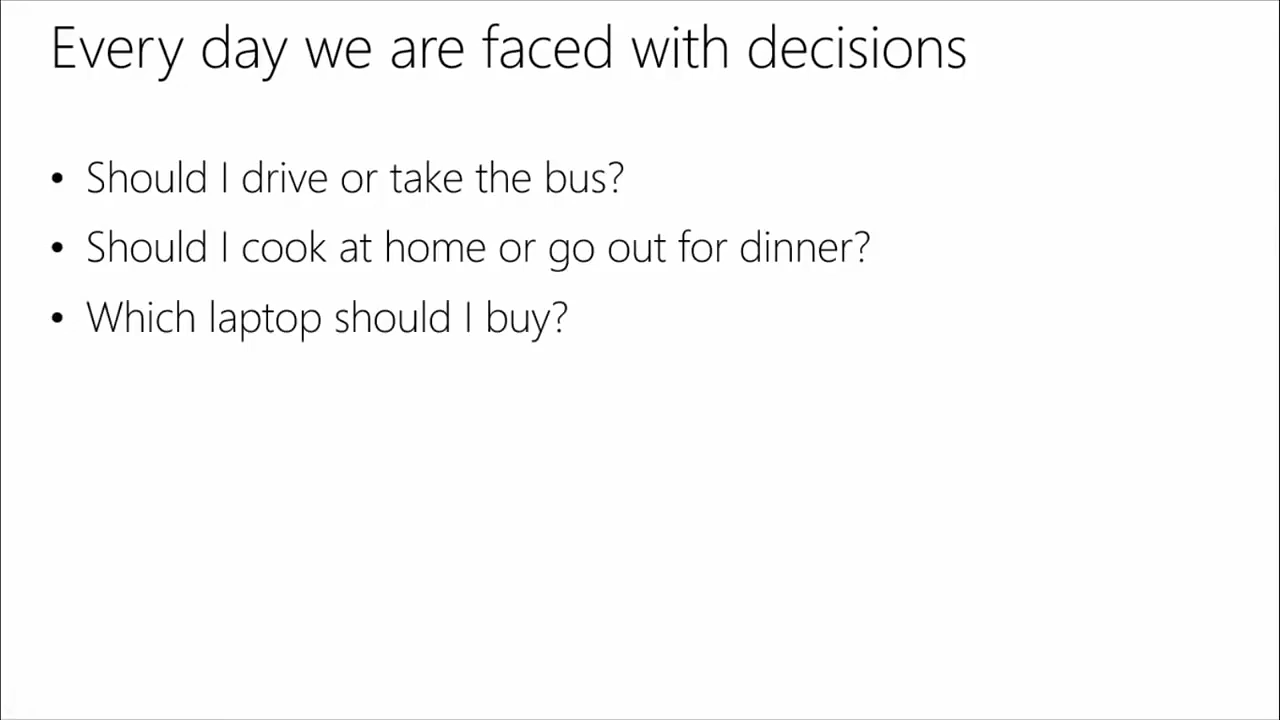 Every day we are faced with decisions
• Should I drive or take the bus?
• Should I cook at home or go out for dinner?
• Which laptop should I buy?